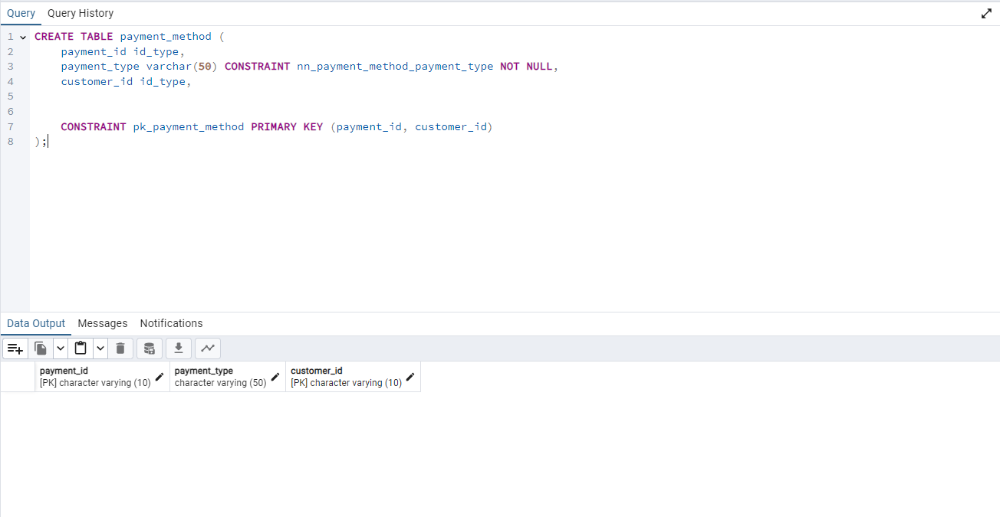 Query Query History
1 CREATE TABLE payment_method (
2 payment_id id_type,
3 payment_type varchar(50) CONSTRAINT nn_payment_method_payment_type NOT NULL,
4 customer_id id_type,
5
6
7 CONSTRAINT pk_payment_method PRIMARY KEY (payment_id, customer_id)
8 );
Data Output Messages Notifications
payment_id payment_type customer_id
[PK] character varying (10) character varying (50) [PK] character varying (10)